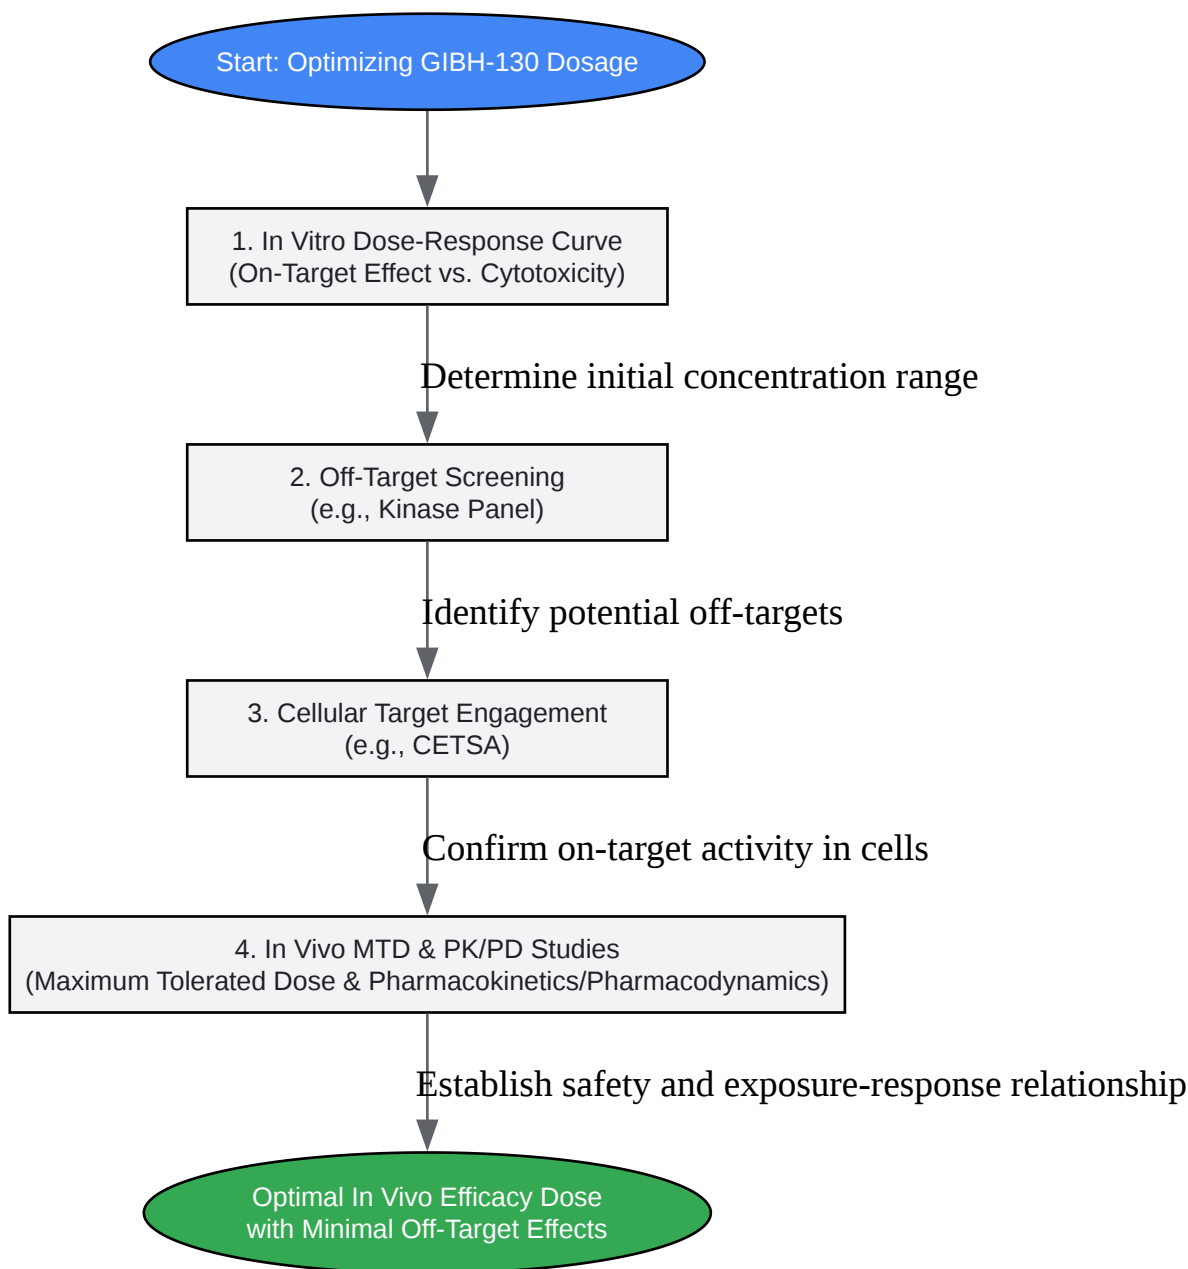 Start: Optimizing GIBH-130 Dosage
1. In Vitro Dose-Response Curve
(On-Target Effect vs. Cytotoxicity)
Determine initial concentration range
2. Off-Target Screening
(e.g., Kinase Panel)
Identify potential off-targets
3. Cellular Target Engagement
(e.g., CETSA)
Confirm on-target activity in cells
4. In Vivo MTD & PK/PD Studies
(Maximum Tolerated Dose & Pharmacokinetics/Pharmacodynamics)
Establish safety and exposure-response relationship
Optimal In Vivo Efficacy Dose
with Minimal Off-Target Effects